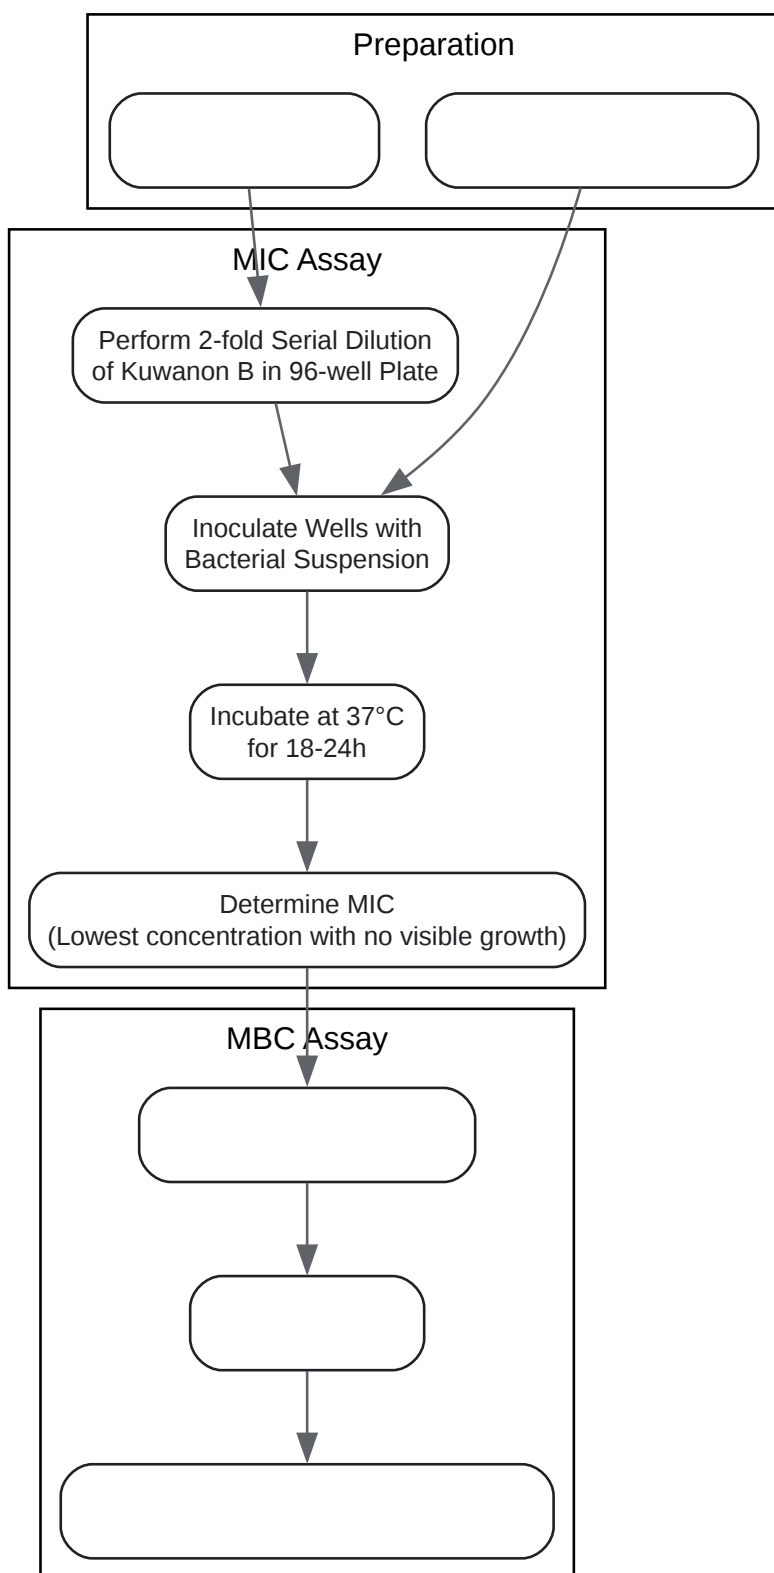 Preparation
MIC Assay
Perform 2-fold Serial Dilution
of Kuwanon B in 96-well Plate
Inoculate Wells with
Bacterial Suspension
Incubate at 37°C
for 18-24h
Determine MIC
(Lowest concentration with no visible growth)
MBC Assay